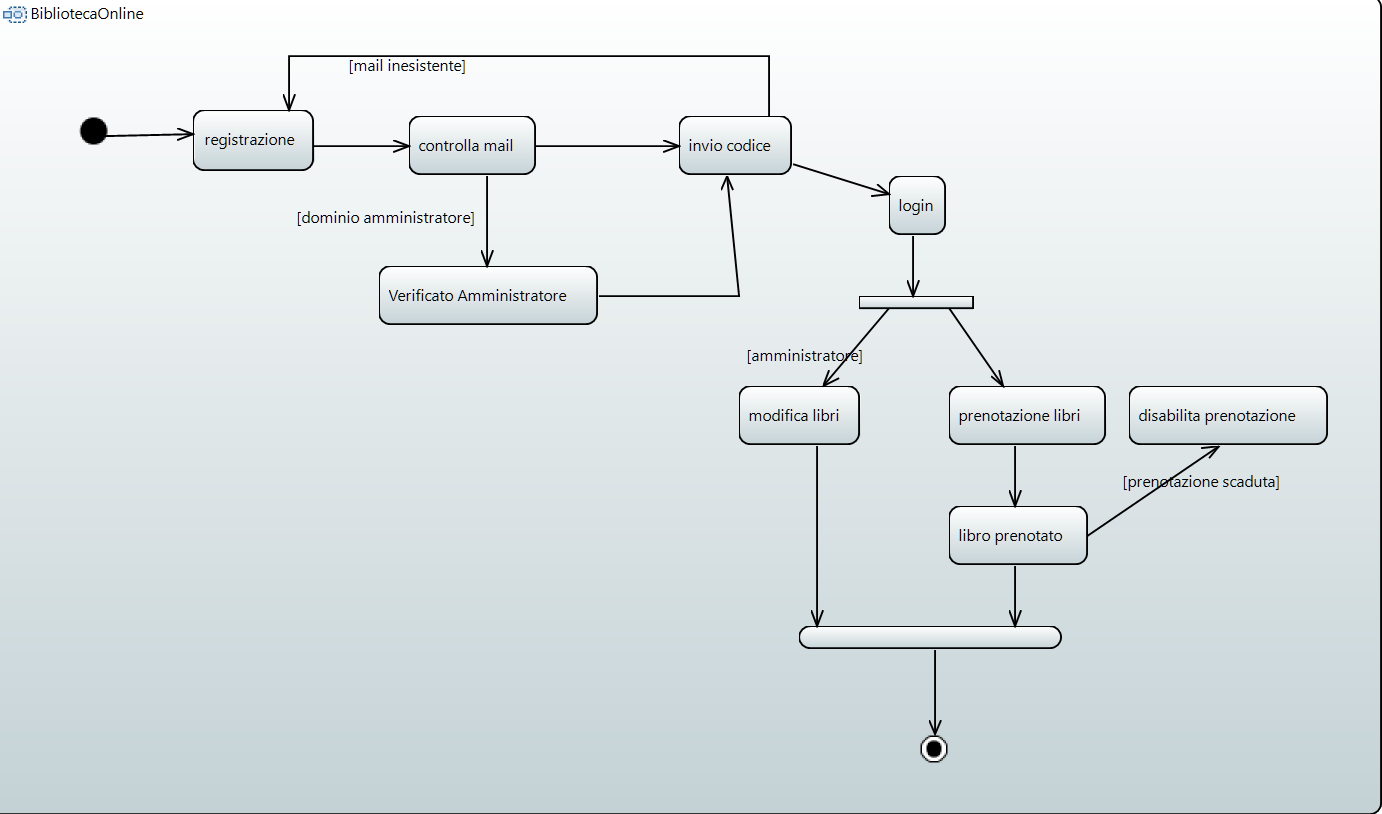 BibliotecaOnline
[mail inesistente]
registrazione
controlla mail
invio codice
login
[dominio amministratore]
Verificato Amministratore
[amministratore]
modifica libri
prenotazione libri
disabilita prenotazione
[prenotazione scaduta]
libro prenotato